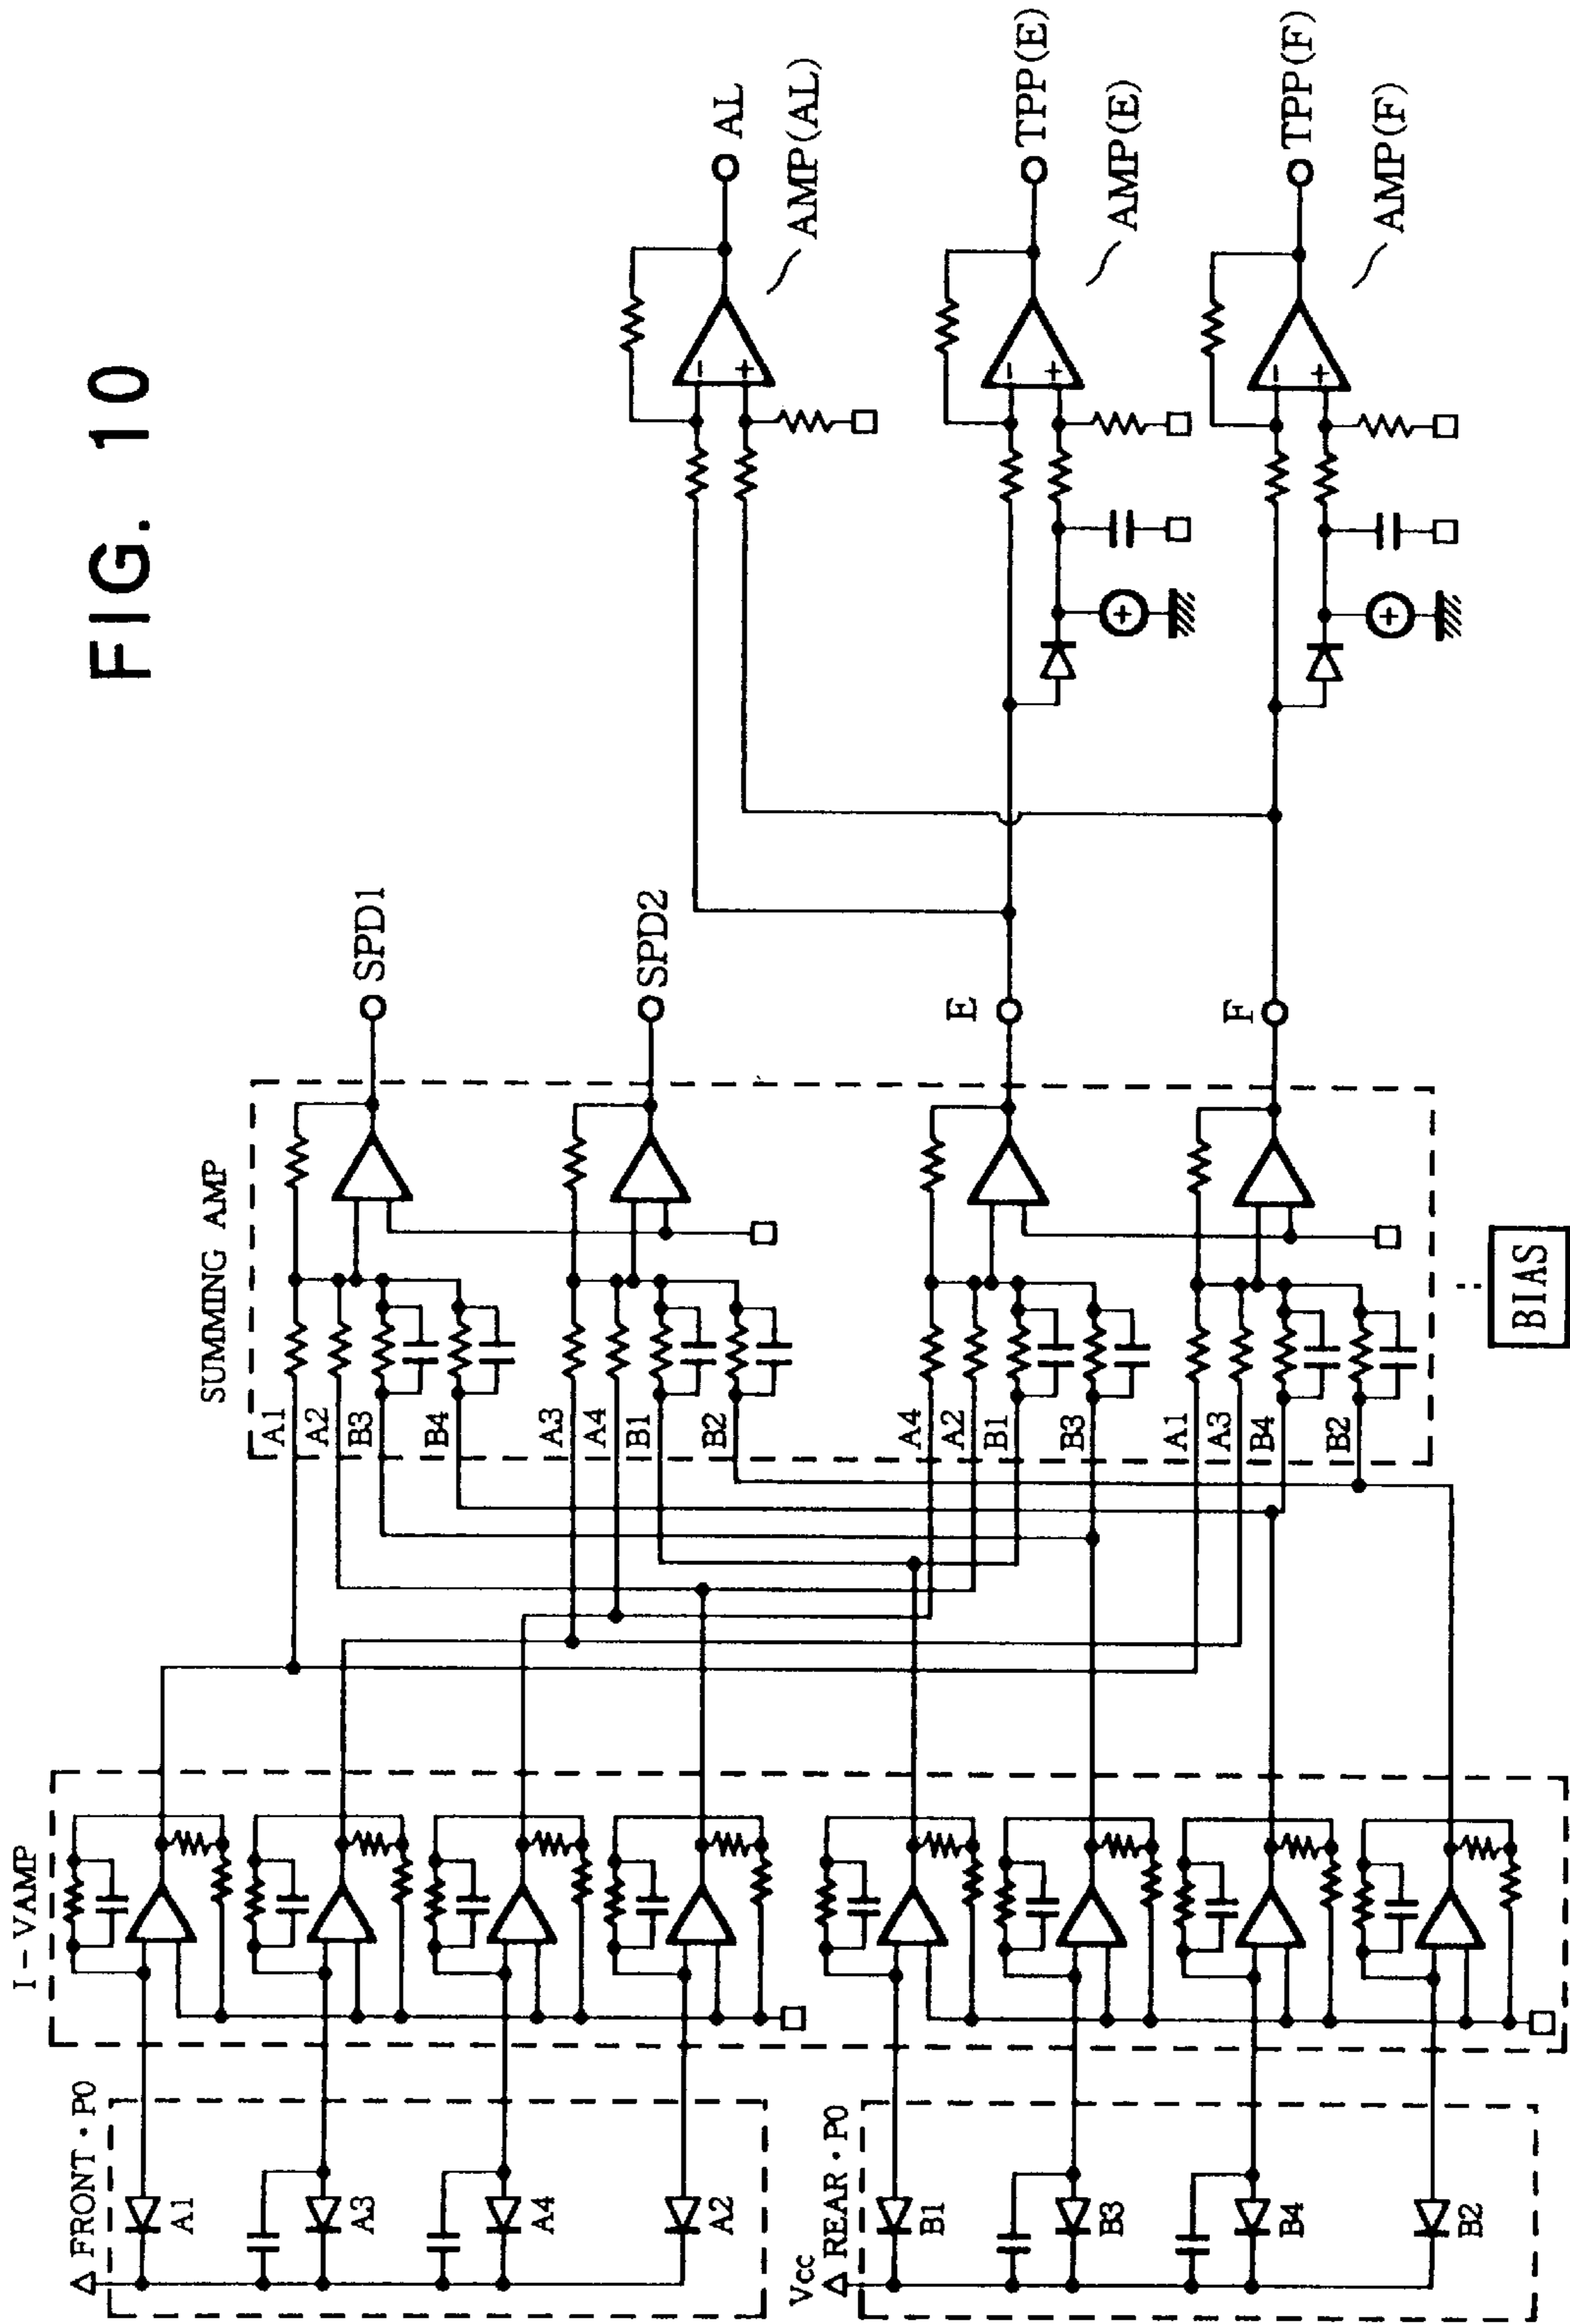 FIG. 10
I-VAMP
SUMMING AMP
FRONT·P0
A1
A3
A4
A2
Vcc
REAR·P0
B1
B3
B4
B2
A1
A2
B3
B4
A3
A4
B1
B2
A4
A2
B1
B3
A1
A3
B4
B2
BIAS
SPD1
SPD2
E
F
AL
AMP(AL)
TPP(E)
AMP(E)
TPP(F)
AMP(F)